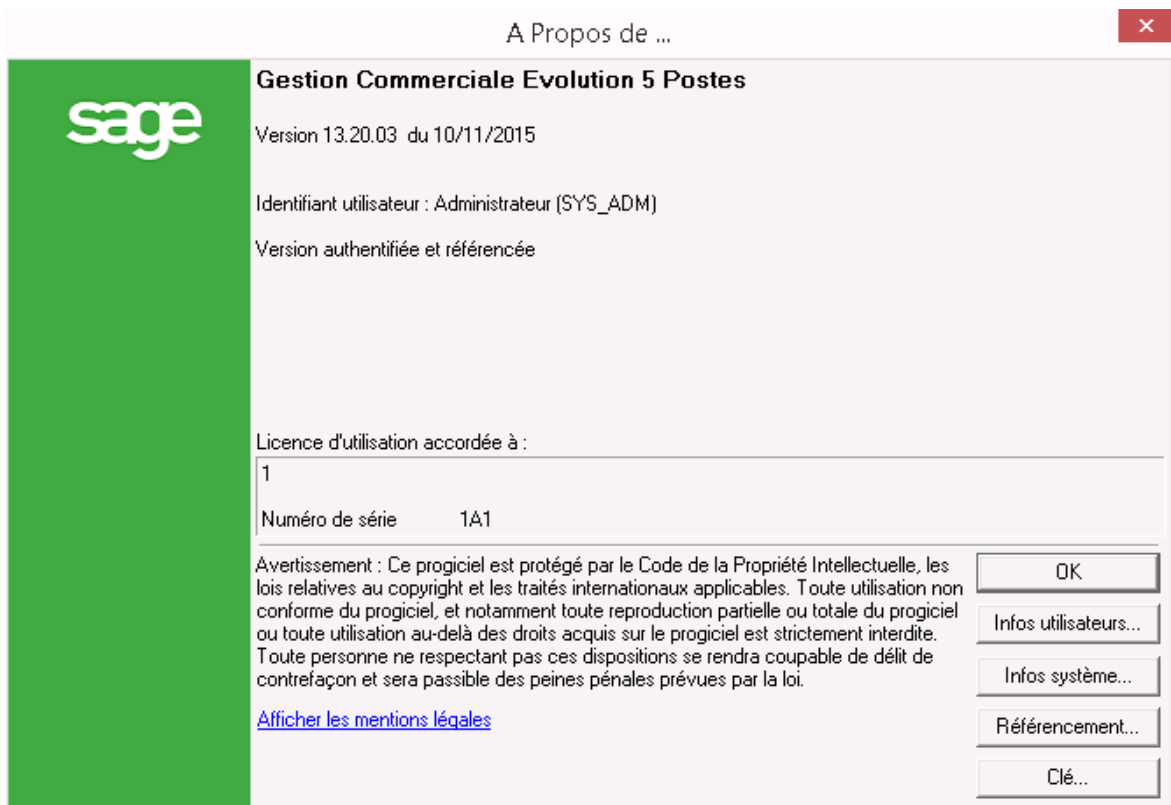 A Propos de ...
sage
Gestion Commerciale Evolution 5 Postes
Version 13.20.03 du 10/11/2015
Identifiant utilisateur : Administrateur (SYS_ADM)
Version authentifiée et référencée
Licence d'utilisation accordée à :
1
Numéro de série 1A1
Avertissement : Ce progiciel est protégé par le Code de la Propriété Intellectuelle, les
lois relatives au copyright et les traités internationaux applicables. Toute utilisation non
conforme du progiciel, et notamment toute reproduction partielle ou totale du progiciel
ou toute utilisation au-delà des droits acquis sur le progiciel est strictement interdite.
Toute personne ne respectant pas ces dispositions se rendra coupable de délit de
contrefaçon et sera passible des peines pénales prévues par la loi.
Afficher les mentions légales
OK
Infos utilisateurs...
Infos système...
Référencement...
Clé...